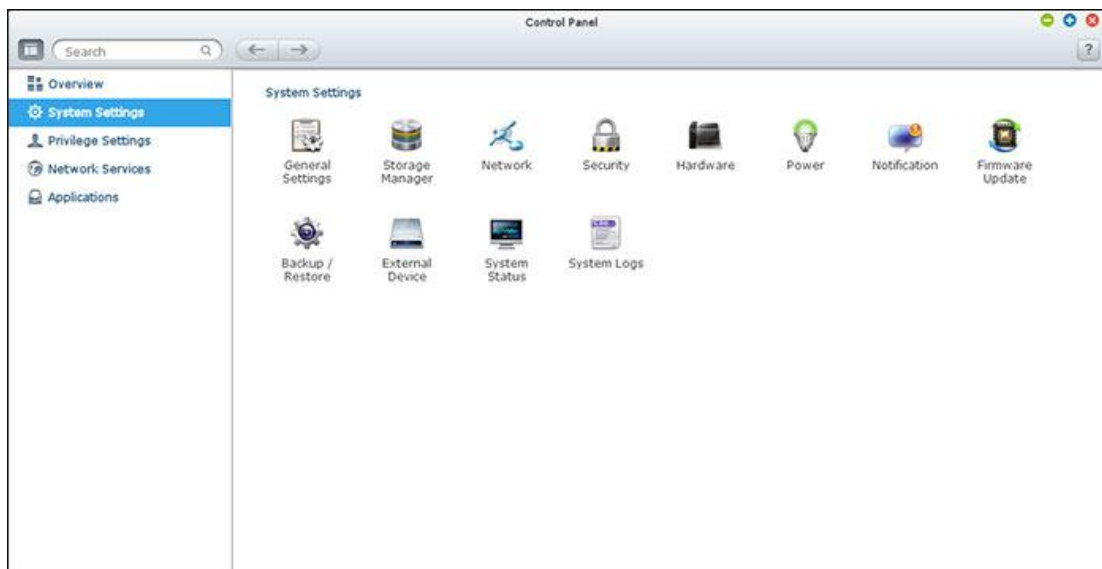 Control Panel
Search
?
Overview
System Settings
Privilege Settings
Network Services
Applications
System Settings
General
Settings
Storage
Manager
Network
Security
Hardware
Power
Notification
Firmware
Update
Backup /
Restore
External
Device
System
Status
System Logs